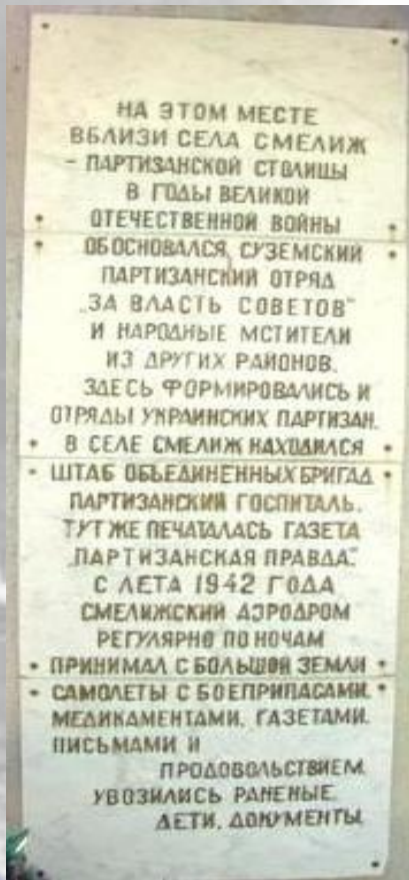 НА ЭТОМ МЕСТЕ
ВБЛИЗИ СЕЛА СМЕЛИЖ
- ПАРТИЗАНСКОЙ СТОЛИЦЫ
В ГОДЫ ВЕЛИКОЙ
ОТЕЧЕСТВЕННОЙ ВОЙНЫ
ОБОСНОВАЛСЯ СУЗЕМСКИЙ
ПАРТИЗАНСКИЙ ОТРЯД
„ЗА ВЛАСТЬ СОВЕТОВ"
И НАРОДНЫЕ МСТИТЕЛИ
ИЗ ДРУГИХ РАЙОНОВ.
ЗДЕСЬ ФОРМИРОВАЛИСЬ И
ОТРЯДЫ УКРАИНСКИХ ПАРТИЗАН.
В СЕЛЕ СМЕЛИЖ НАХОДИЛСЯ
ШТАБ ОБЪЕДИНЕННЫХ БРИГАД
ПАРТИЗАНСКИЙ ГОСПИТАЛЬ.
ТУТ ЖЕ ПЕЧАТАЛАСЬ ГАЗЕТА
„ПАРТИЗАНСКАЯ ПРАВДА".
С ЛЕТА 1942 ГОДА
СМЕЛИЖСКИЙ АЭРОДРОМ
РЕГУЛЯРНО ПО НОЧАМ
ПРИНИМАЛ С БОЛЬШОЙ ЗЕМЛИ
САМОЛЕТЫ С БОЕПРИПАСАМИ,
МЕДИКАМЕНТАМИ, ГАЗЕТАМИ,
ПИСЬМАМИ И
ПРОДОВОЛЬСТВИЕМ.
УВОЗИЛИСЬ РАНЕНЫЕ,
ДЕТИ, ДОКУМЕНТЫ.